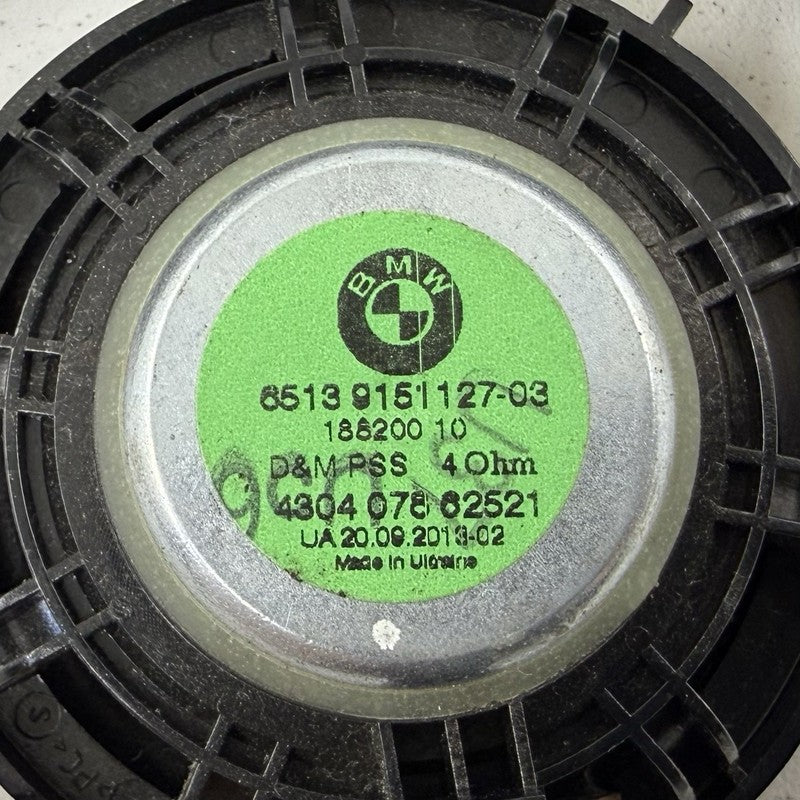 BMW
6513 9151127-03
188200 10
D&M PSS 4 Ohm
4304 078 62521
UA 20.09.2013-02
Made in Ukraine